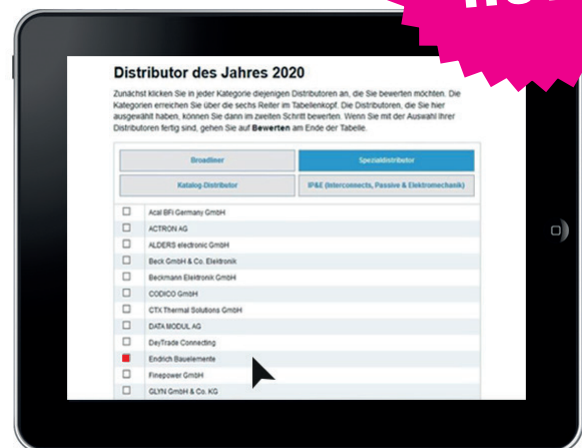 Distributor des Jahres 2020
Zunächst klicken Sie in jeder Kategorie diejenigen Distributoren an, die Sie bewerten möchten. Die
Kategorien erreichen Sie über die sechs Reiter im Tabellenkopf. Die Distributoren, die Sie hier
ausgewählt haben, können Sie dann im zweiten Schritt bewerten. Wenn Sie mit der Auswahl Ihrer
Distributoren fertig sind, gehen Sie auf Bewerten am Ende der Tabelle.
Broadliner Spezialdistributor
Katalog-Distributor IP&E (Interconnects, Passive & Elektromechanik)
Acal BFi Germany GmbH
ACTRON AG
ALDERS electronic GmbH
Beck GmbH & Co. Elektronik
Beckmann Elektronik GmbH
CODICO GmbH
CTX Thermal Solutions GmbH
DATA MODUL AG
DeyTrade Connecting
Endrich Bauelemente
Finepower GmbH
GLYN GmbH & Co. KG